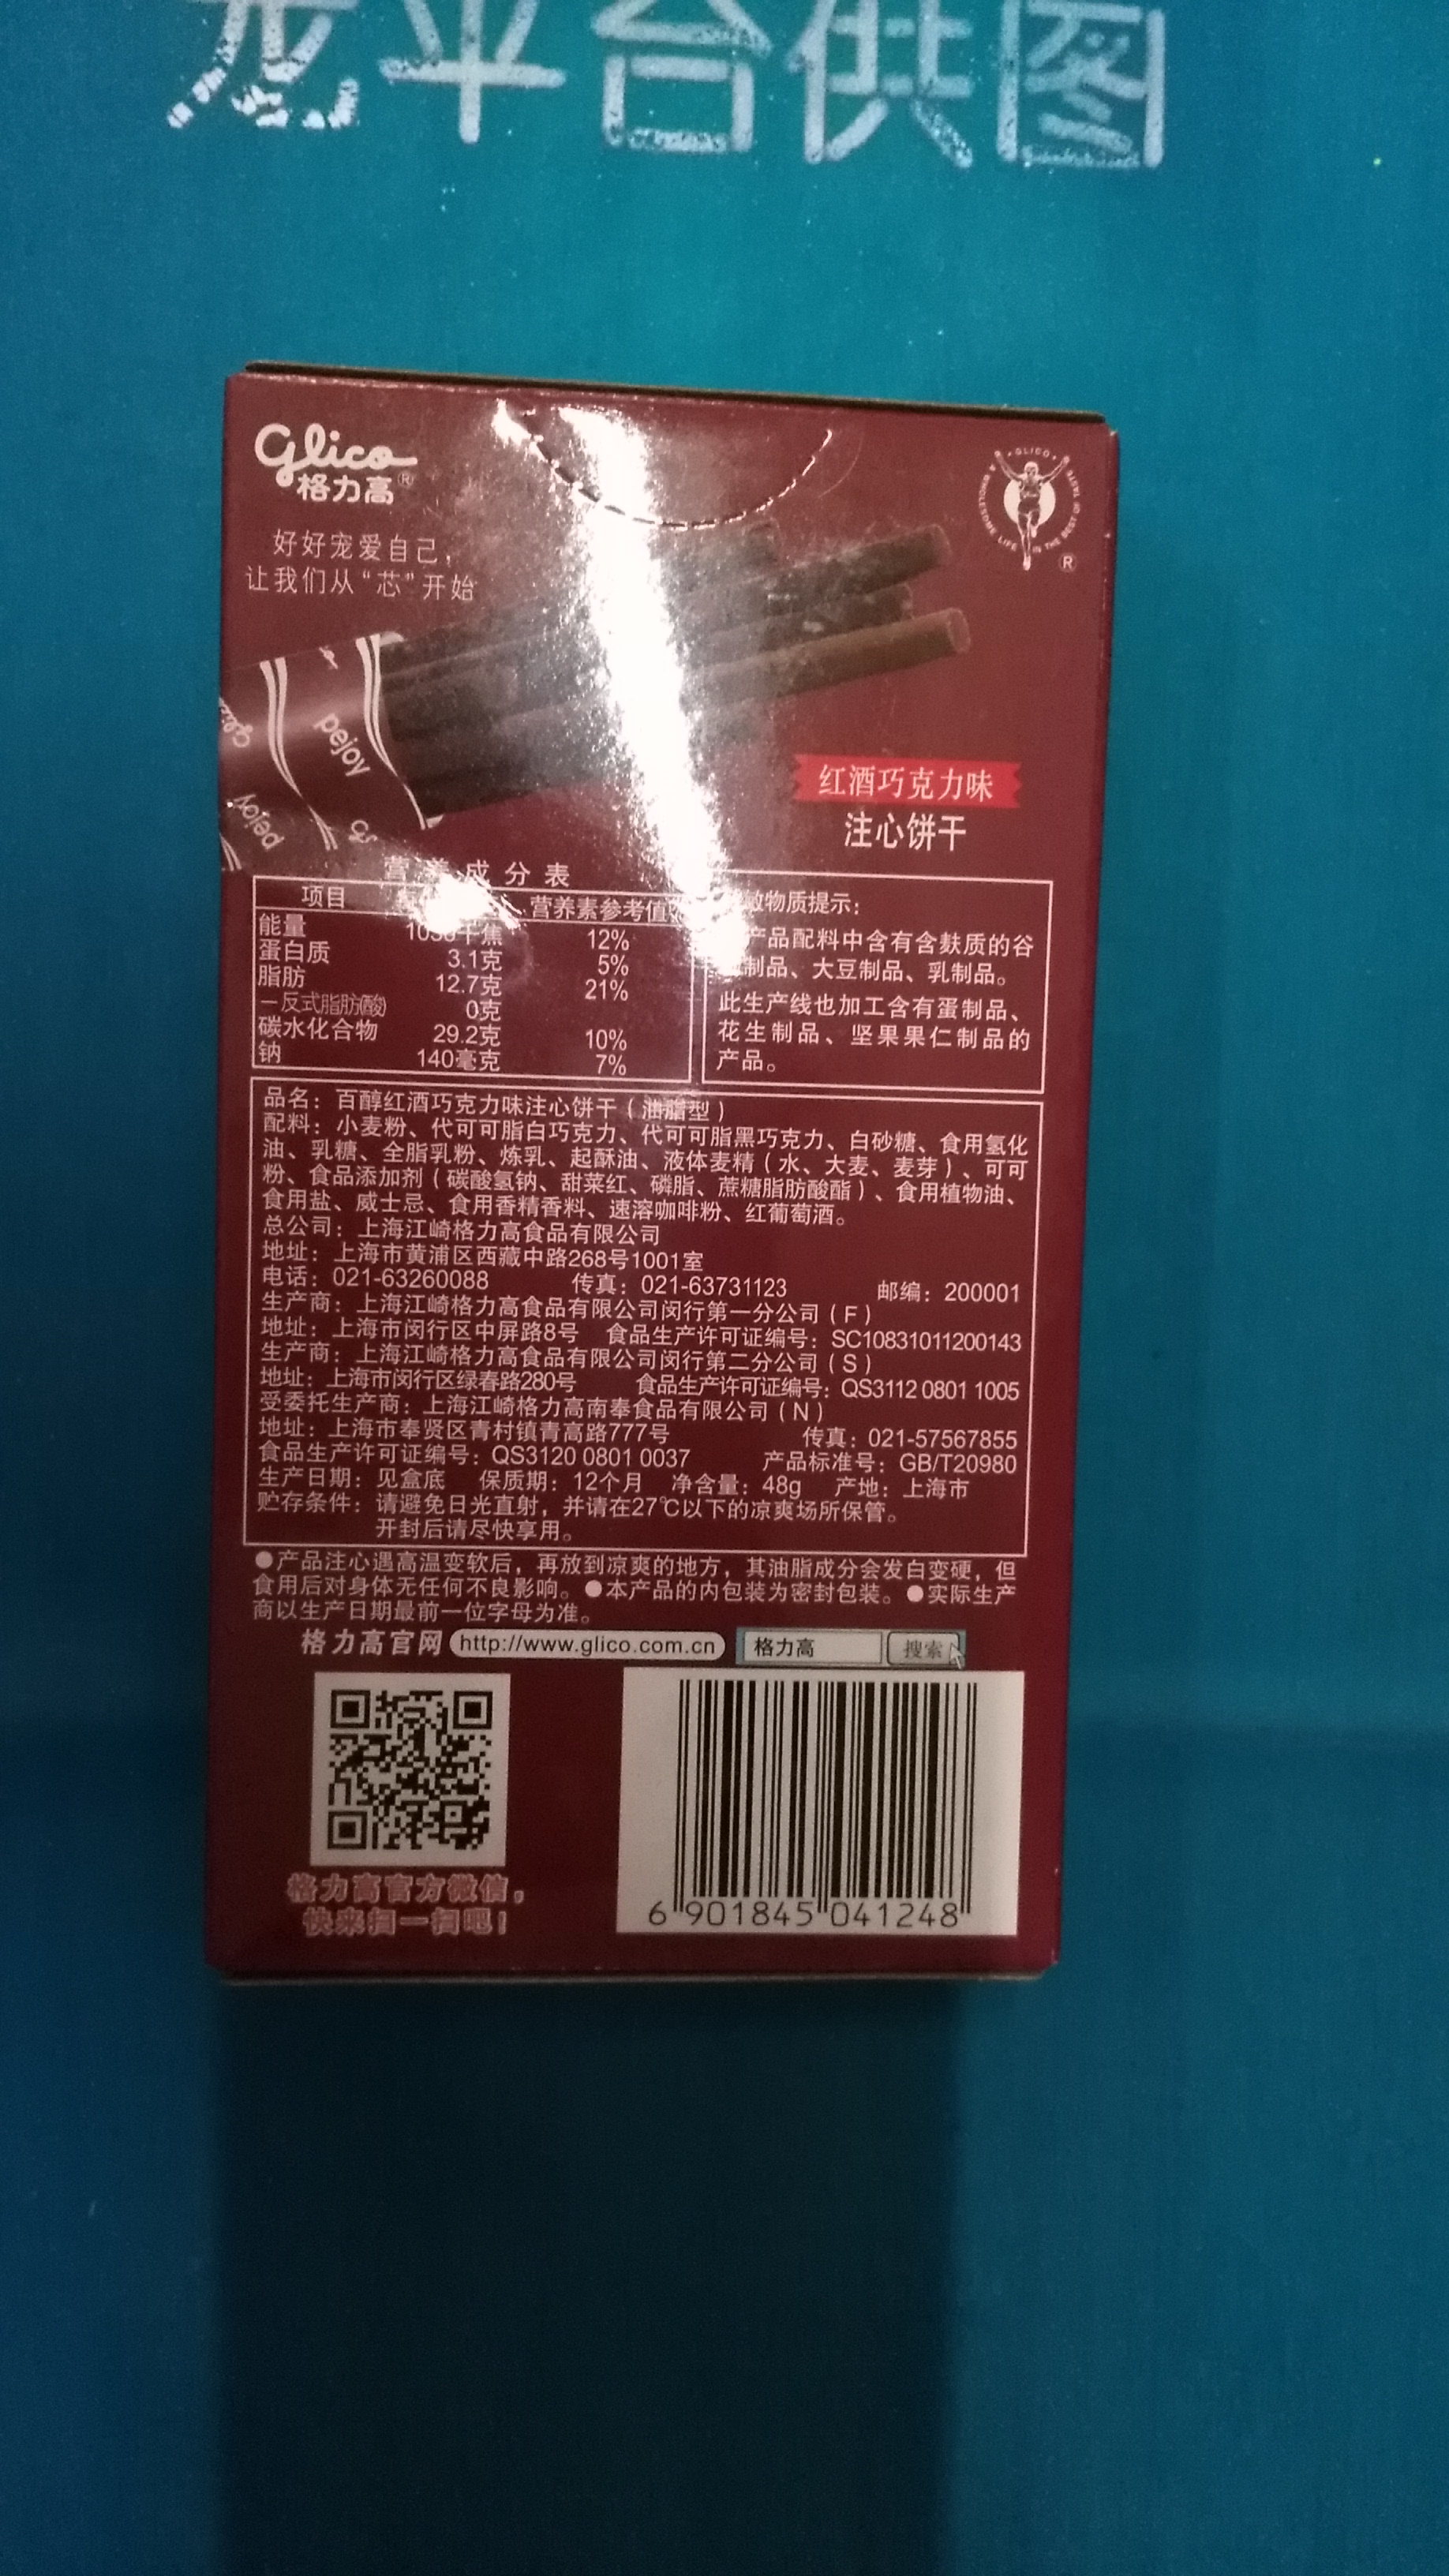 龙平台供图
Glico
格力高®
GLICO
WHOLESOME LIFE IN THE BEST OF TASTE
®
好好宠爱自己，
让我们从“芯”开始
pejoy
pejoy
红酒巧克力味
注心饼干
营养成分表
项目 营养素参考值
能量 千焦 12%
蛋白质 3.1克 5%
脂肪 12.7克 21%
－反式脂肪(酸) 0克
碳水化合物 29.2克 10%
钠 140毫克 7%
物质提示：
产品配料中含有含麸质的谷
制品、大豆制品、乳制品。
此生产线也加工含有蛋制品、
花生制品、坚果果仁制品的
产品。
品名：百醇红酒巧克力味注心饼干（油脂型）
配料：小麦粉、代可可脂白巧克力、代可可脂黑巧克力、白砂糖、食用氢化
油、乳糖、全脂乳粉、炼乳、起酥油、液体麦精（水、大麦、麦芽）、可可
粉、食品添加剂（碳酸氢钠、甜菜红、磷脂、蔗糖脂肪酸酯）、食用植物油、
食用盐、威士忌、食用香精香料、速溶咖啡粉、红葡萄酒。
总公司：上海江崎格力高食品有限公司
地址：上海市黄浦区西藏中路268号1001室
电话：021-63260088 传真：021-63731123 邮编：200001
生产商：上海江崎格力高食品有限公司闵行第一分公司（F）
地址：上海市闵行区中屏路8号 食品生产许可证编号：SC10831011200143
生产商：上海江崎格力高食品有限公司闵行第二分公司（S）
地址：上海市闵行区绿春路280号 食品生产许可证编号：QS3112 0801 1005
受委托生产商：上海江崎格力高南奉食品有限公司（N）
地址：上海市奉贤区青村镇青高路777号 传真：021-57567855
食品生产许可证编号：QS3120 0801 0037 产品标准号：GB/T20980
生产日期：见盒底 保质期：12个月 净含量：48g 产地：上海市
贮存条件：请避免日光直射，并请在27℃以下的凉爽场所保管。
开封后请尽快享用。
●产品注心遇高温变软后，再放到凉爽的地方，其油脂成分会发白变硬，但
食用后对身体无任何不良影响。●本产品的内包装为密封包装。●实际生产
商以生产日期最前一位字母为准。
格力高官网 http://www.glico.com.cn 格力高 搜索
格力高官方微信，
快来扫一扫吧！
6 901845 041248